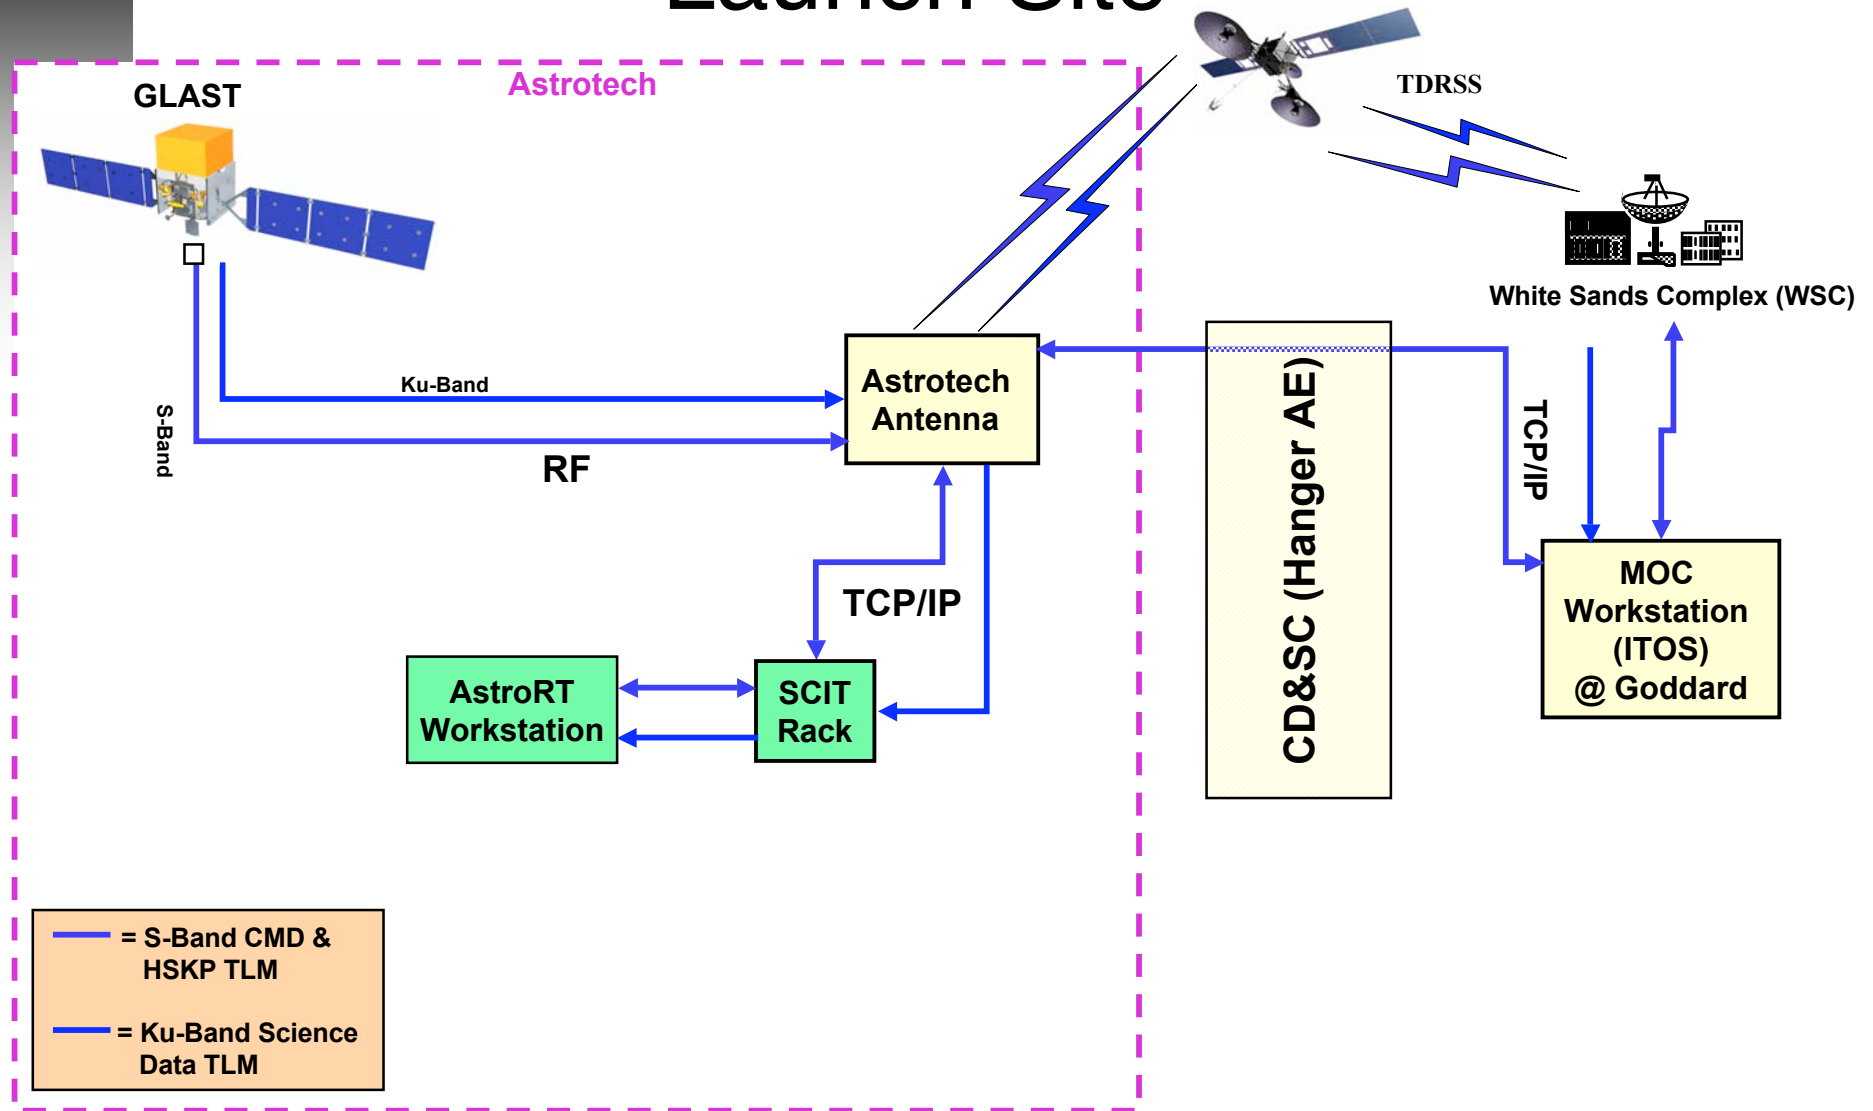 Launch Site
Astrotech
GLAST
TDRSS
White Sands Complex (WSC)
Ku-Band
S-Band
RF
Astrotech
Antenna
CD&SC (Hanger AE)
TCP/IP
TCP/IP
MOC
Workstation
(ITOS)
@ Goddard
AstroRT
Workstation
SCIT
Rack
= S-Band CMD &
HSKP TLM
= Ku-Band Science
Data TLM